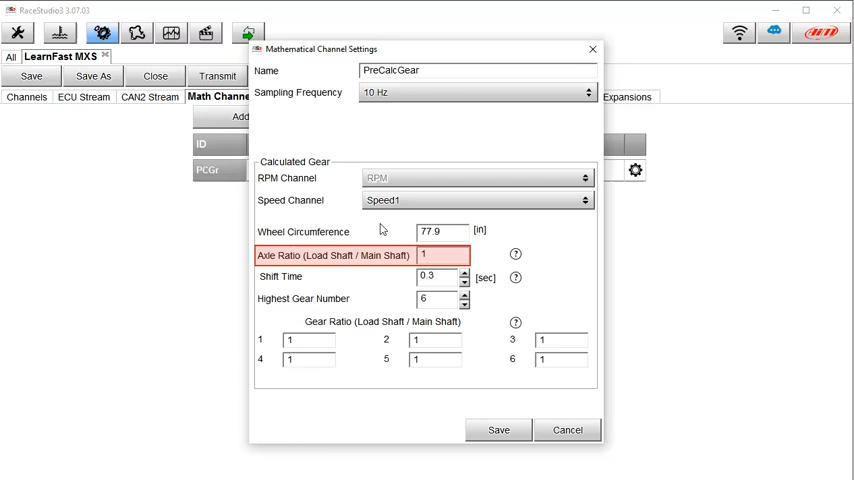 RaceStudio3 3.07.03
AiM
All LearnFast MXS
Save Save As Close Transmit
Channels ECU Stream CAN2 Stream Math Channe Expansions
Add
ID
PCGr
Mathematical Channel Settings
Name PreCalcGear
Sampling Frequency 10 Hz
Calculated Gear
RPM Channel RPM
Speed Channel Speed1
Wheel Circumference 77.9 [in]
Axle Ratio (Load Shaft / Main Shaft) 1 ?
Shift Time 0.3 [sec] ?
Highest Gear Number 6
Gear Ratio (Load Shaft / Main Shaft) ?
1 1 2 1 3 1
4 1 5 1 6 1
Save Cancel